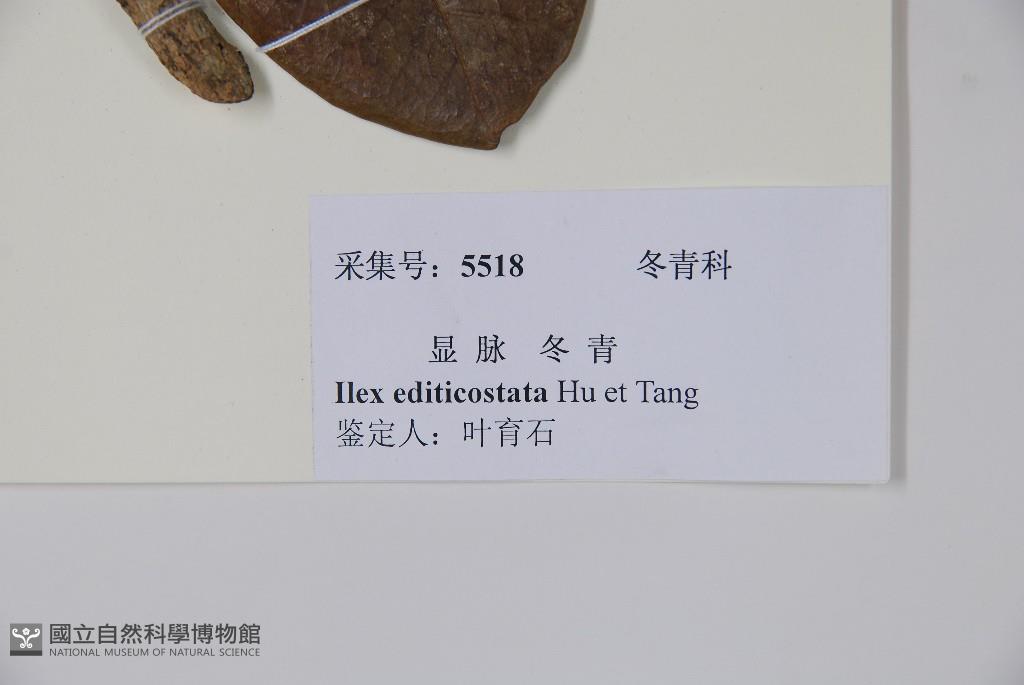 采集号：5518 冬青科
显 脉 冬 青
Ilex editicostata Hu et Tang
鉴定人：叶育石
國立自然科學博物館
NATIONAL MUSEUM OF NATURAL SCIENCE